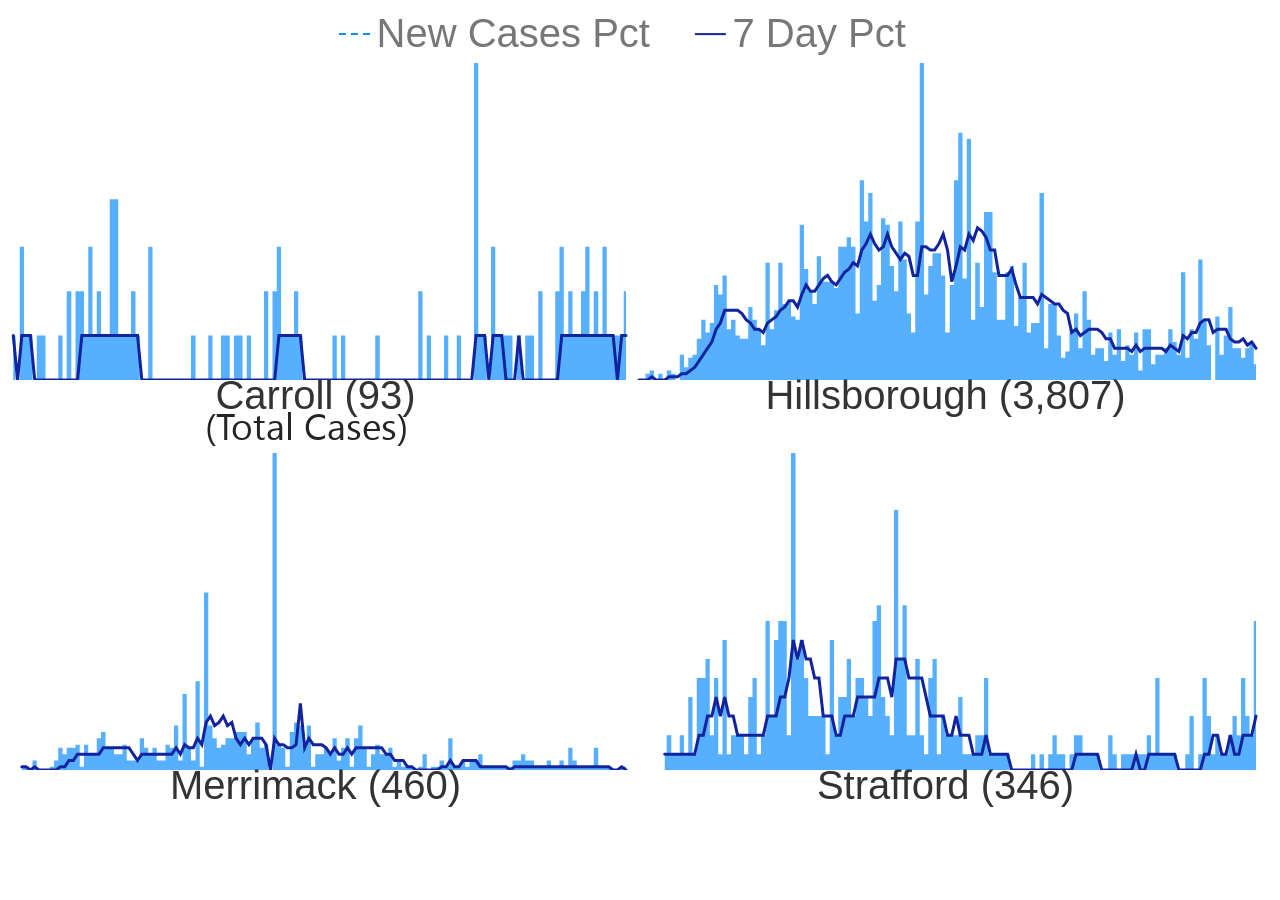 New Cases Pct 7 Day Pct
Carroll (93)
(Total Cases)
Hillsborough (3,807)
Merrimack (460)
Strafford (346)